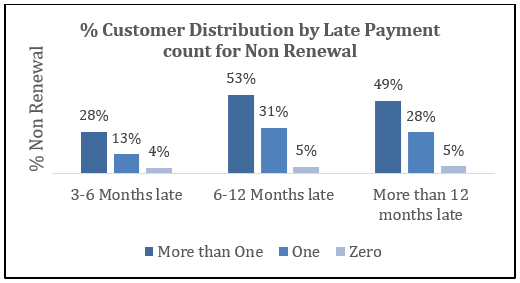 % Customer Distribution by Late Payment
count for Non Renewal
% Non Renewal
28%
13%
4%
53%
31%
5%
49%
28%
5%
3-6 Months late
6-12 Months late
More than 12
months late
More than One
One
Zero